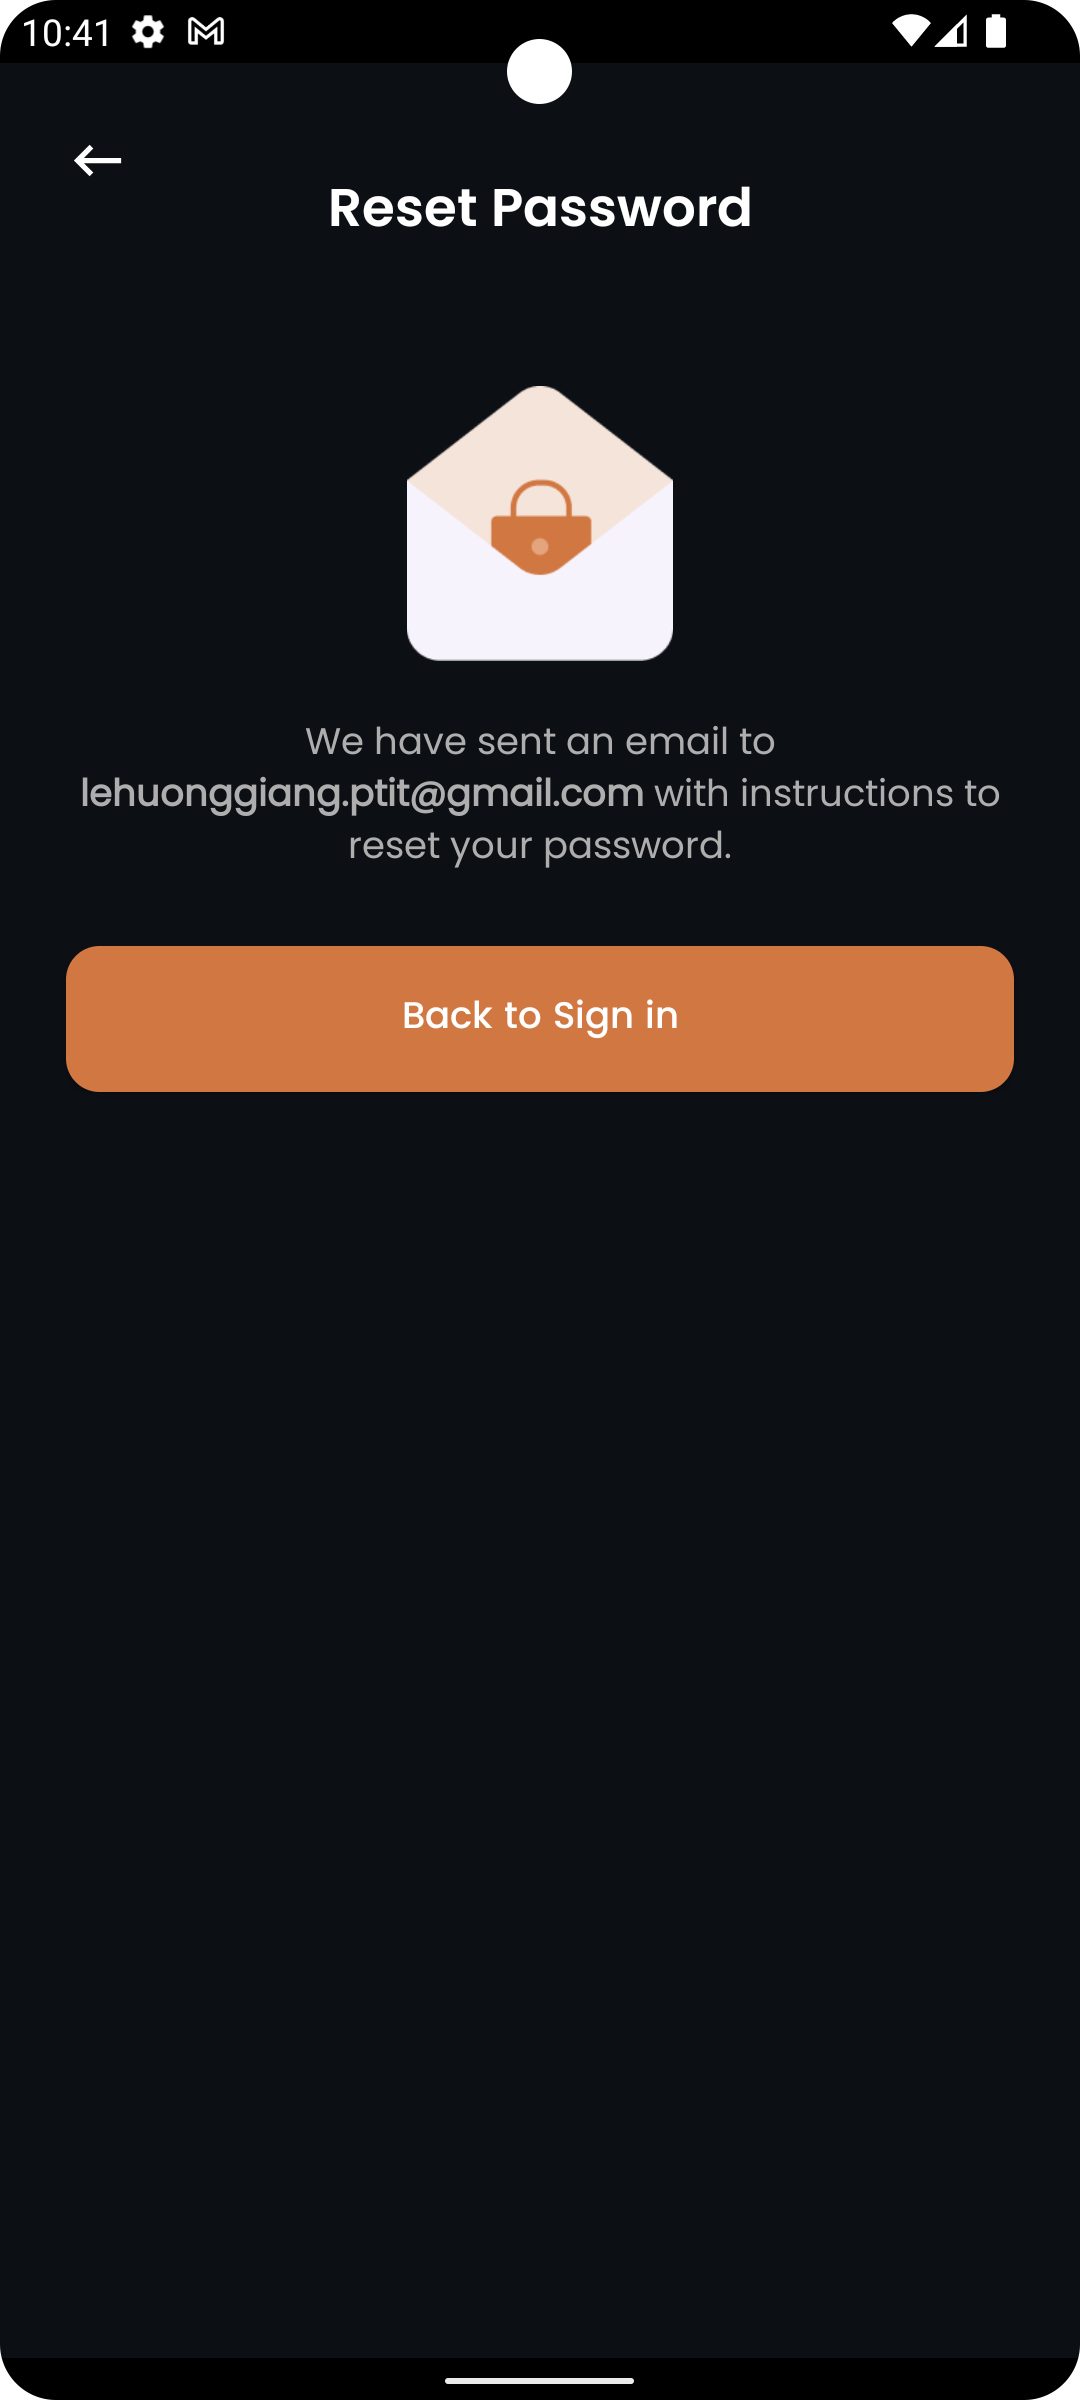 10:41
Reset Password
We have sent an email to
lehuonggiang.ptit@gmail.com with instructions to
reset your password.
Back to Sign in